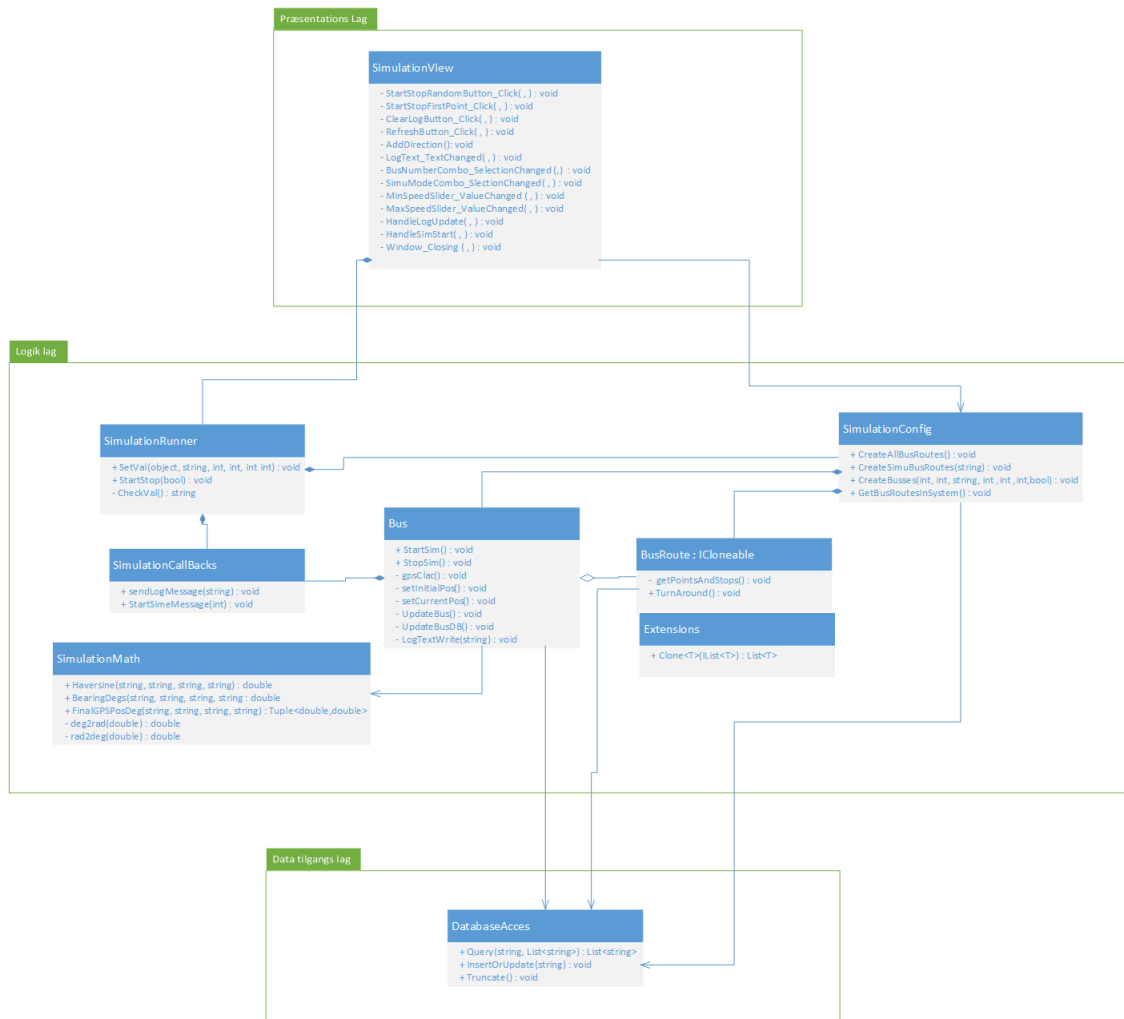 Præsentations Lag
SimulationView
- StartStopRandomButton_Click( , ) : void
- StartStopFirstPoint_Click( , ) : void
- ClearLogButton_Click( , ) : void
- RefreshButton_Click( , ) : void
- AddDirection(): void
- LogText_TextChanged( , ) : void
- BusNumberCombo_SelectionChanged(,) : void
- SimuModeCombo_SlectionChanged( , ) : void
- MinSpeedSlider_ValueChanged ( , ) : void
- MaxSpeedSlider_ValueChanged( , ) : void
- HandleLogUpdate( , ) : void
- HandleSimStart( , ) : void
- Window_Closing ( , ) : void
Logik lag
SimulationRunner
+ SetVal(object, string, int, int, int int) : void
+ StartStop(bool) : void
- CheckVal() : string
SimulationConfig
+ CreateAllBusRoutes() : void
+ CreateSimuBusRoutes(string) : void
+ CreateBusses(int, int, string, int ,int ,int,bool) : void
+ GetBusRoutesInSystem() : void
Bus
+ StartSim() : void
+ StopSim() : void
- gpsClac() : void
- setInitialPos() : void
- setCurrentPos() : void
- UpdateBus() : void
- UpdateBusDB() : void
- LogTextWrite(string) : void
SimulationCallBacks
+ sendLogMessage(string) : void
+ StartSimeMessage(int) : void
BusRoute : ICloneable
- getPointsAndStops() : void
+ TurnAround() : void
Extensions
+ Clone<T>(IList<T>) : List<T>
SimulationMath
+ Haversine(string, string, string, string) : double
+ BearingDegs(string, string, string, string : double
+ FinalGPSPosDeg(string, string, string, string) : Tuple<double,double>
- deg2rad(double) : double
- rad2deg(double) : double
Data tilgangs lag
DatabaseAcces
+ Query(string, List<string>) : List<string>
+ InsertOrUpdate(string) : void
+ Truncate() : void